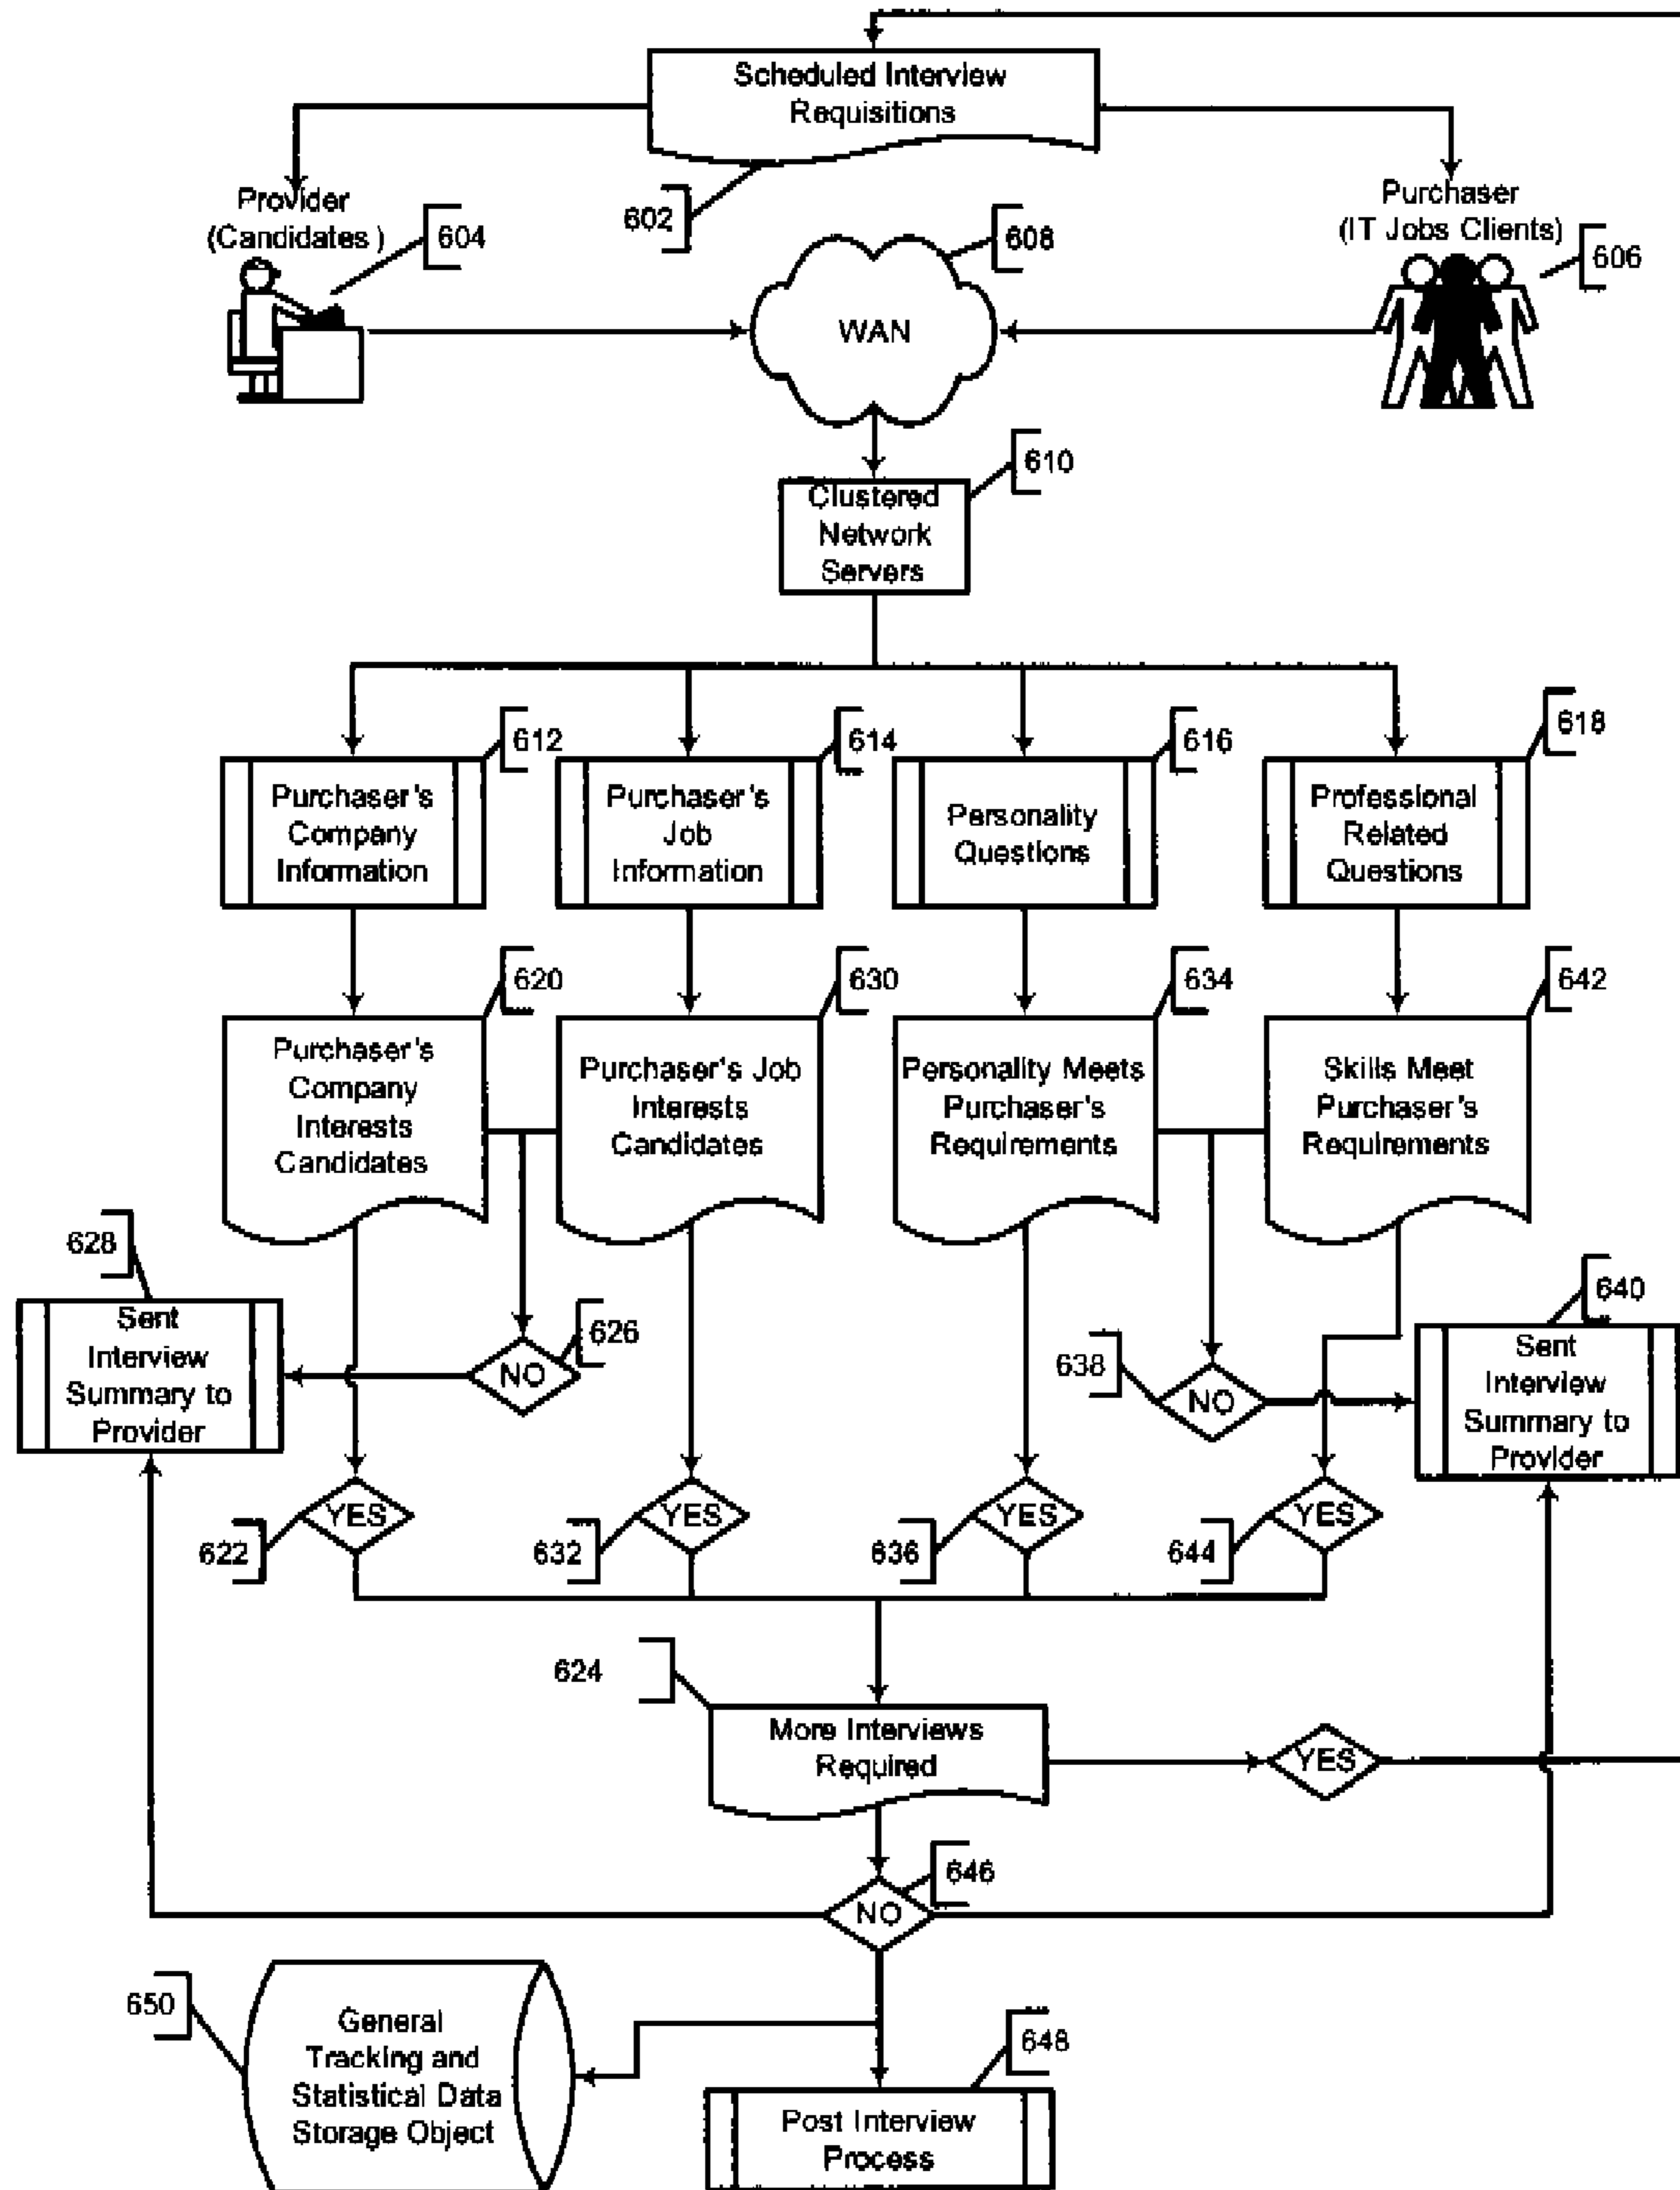 Scheduled Interview
Requisitions
602
Provider
(Candidates )
604
Purchaser
(IT Jobs Clients)
606
608
WAN
610
Clustered
Network
Servers
612
614
616
618
Purchaser's
Company
Information
Purchaser's
Job
Information
Personality
Questions
Professional
Related
Questions
620
630
634
642
Purchaser's
Company
Interests
Candidates
Purchaser's Job
Interests
Candidates
Personality Meets
Purchaser's
Requirements
Skills Meet
Purchaser's
Requirements
628
Sent
Interview
Summary to
Provider
626
NO
638
NO
640
Sent
Interview
Summary to
Provider
YES
622
YES
632
YES
636
YES
644
624
More Interviews
Required
YES
646
NO
650
General
Tracking and
Statistical Data
Storage Object
648
Post Interview
Process